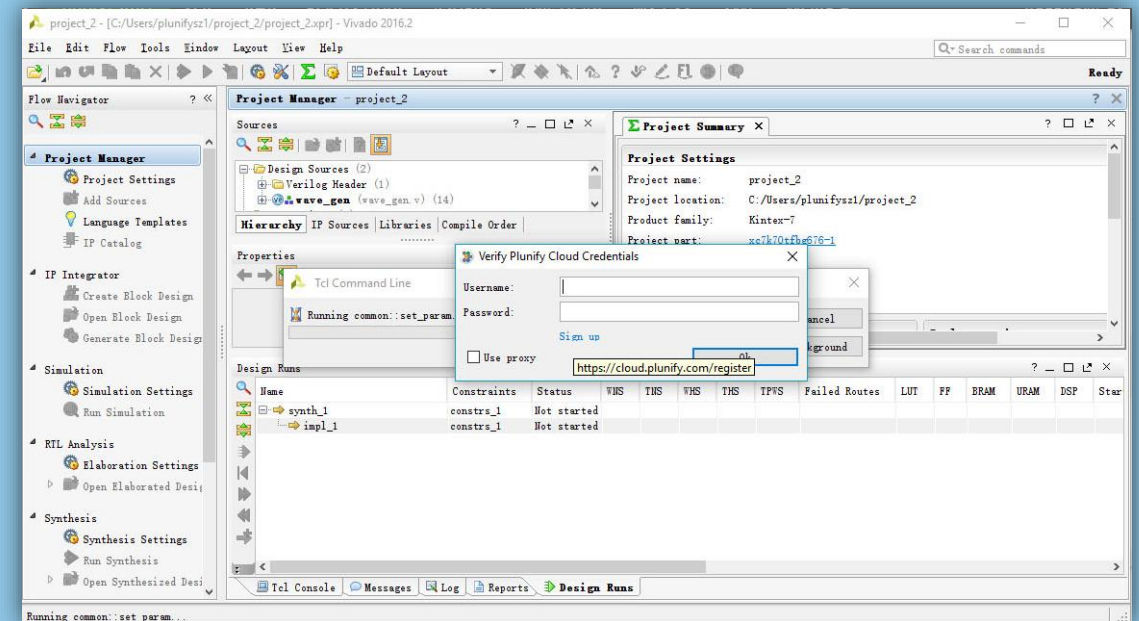 project_2 - [C:/Users/plunifysz1/project_2/project_2.xpr] - Vivado 2016.2
File Edit Flow Tools Window Layout View Help
Search commands
Default Layout
Ready
Flow Navigator
Project Manager
Project Settings
Add Sources
Language Templates
IP Catalog
IP Integrator
Create Block Design
Open Block Design
Generate Block Desig
Simulation
Simulation Settings
Run Simulation
RTL Analysis
Elaboration Settings
Open Elaborated Desig
Synthesis
Synthesis Settings
Run Synthesis
Open Synthesized Desi
Project Manager - project_2
Sources
Design Sources (2)
Verilog Header (1)
wave_gen (wave_gen.v) (14)
Hierarchy IP Sources Libraries Compile Order
Properties
Project Summary
Project Settings
Project name: project_2
Project location: C:/Users/plunifysz1/project_2
Product family: Kintex-7
Project part: xc7k70tfbg676-1
Tcl Command Line
Running common::set_param.
ancel
kground
Verify Plunify Cloud Credentials
Username:
Password:
Sign up
Use proxy
Ok
https://cloud.plunify.com/register
Design Runs
Name Constraints Status WNS TNS WHS THS TPWS Failed Routes LUT FF BRAM URAM DSP Star
synth_1 constrs_1 Not started
impl_1 constrs_1 Not started
Tcl Console Messages Log Reports Design Runs
Running common::set_param...